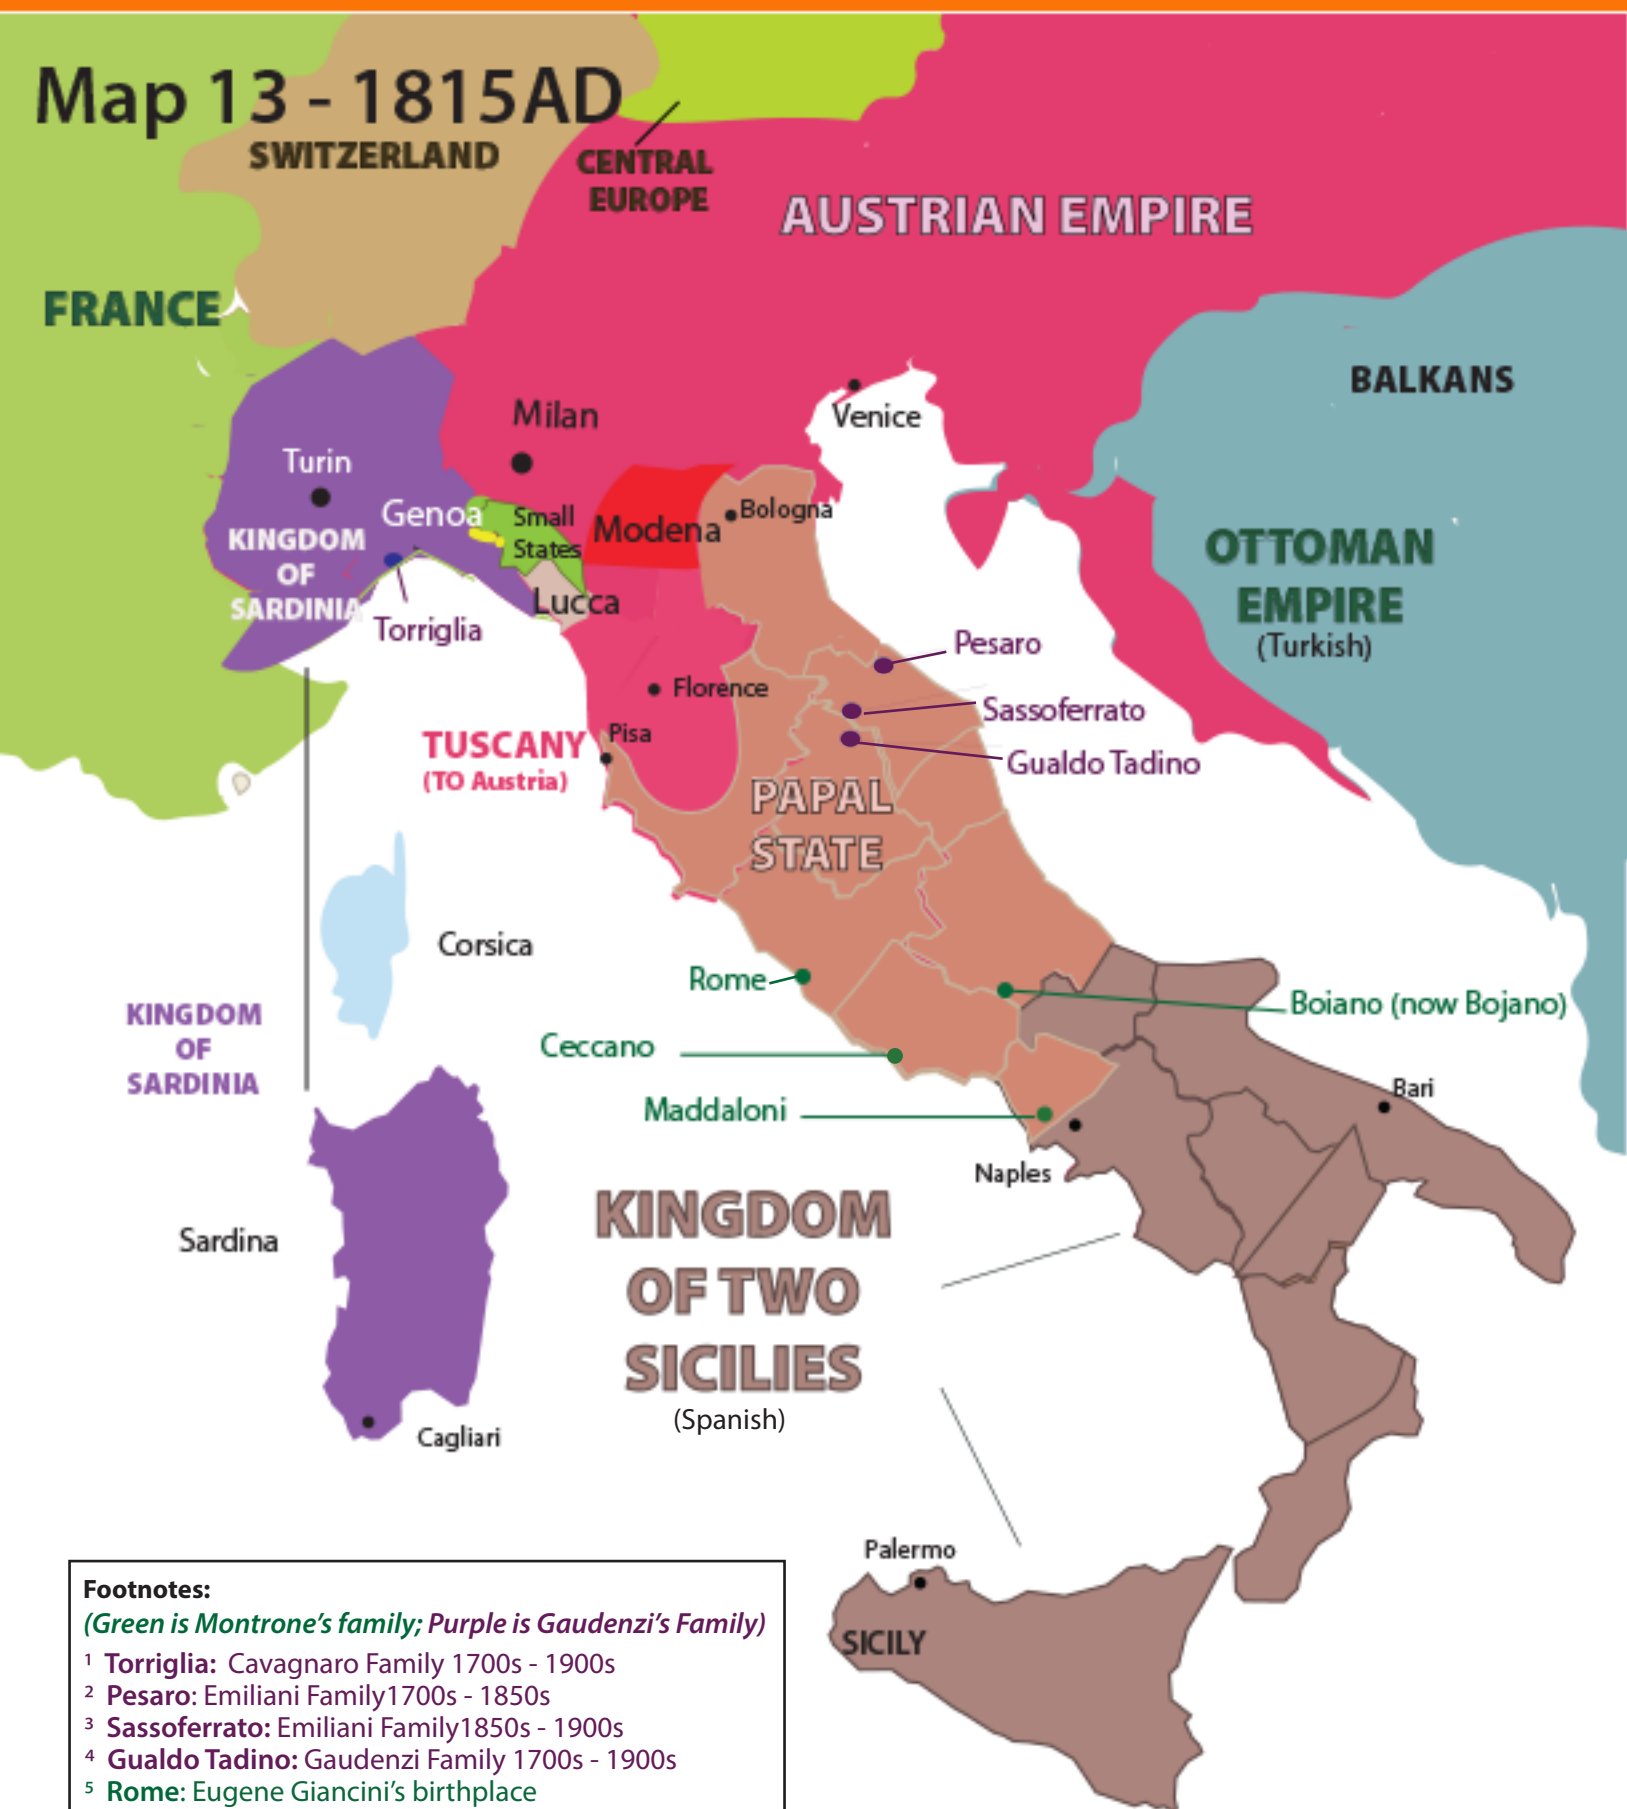 Map 13 - 1815AD
SWITZERLAND
CENTRAL
EUROPE
AUSTRIAN EMPIRE
FRANCE
BALKANS
Milan
Venice
Turin
Genoa
Small
States
Modena
Bologna
KINGDOM
OF
SARDINIA
OTTOMAN
EMPIRE
(Turkish)
Lucca
Torriglia
Pesaro
Florence
Sassoferrato
Pisa
TUSCANY
(TO Austria)
Gualdo Tadino
PAPAL
STATE
Corsica
Rome
Boiano (now Bojano)
KINGDOM
OF
SARDINIA
Ceccano
Bari
Maddaloni
Naples
Sardina
KINGDOM
OF TWO
SICILIES
(Spanish)
Cagliari
Palermo
SICILY
Footnotes:
(Green is Montrone's family; Purple is Gaudenzi's Family)
¹ Torriglia: Cavagnaro Family 1700s - 1900s
² Pesaro: Emiliani Family1700s - 1850s
³ Sassoferrato: Emiliani Family1850s - 1900s
⁴ Gualdo Tadino: Gaudenzi Family 1700s - 1900s
⁵ Rome: Eugene Giancini's birthplace